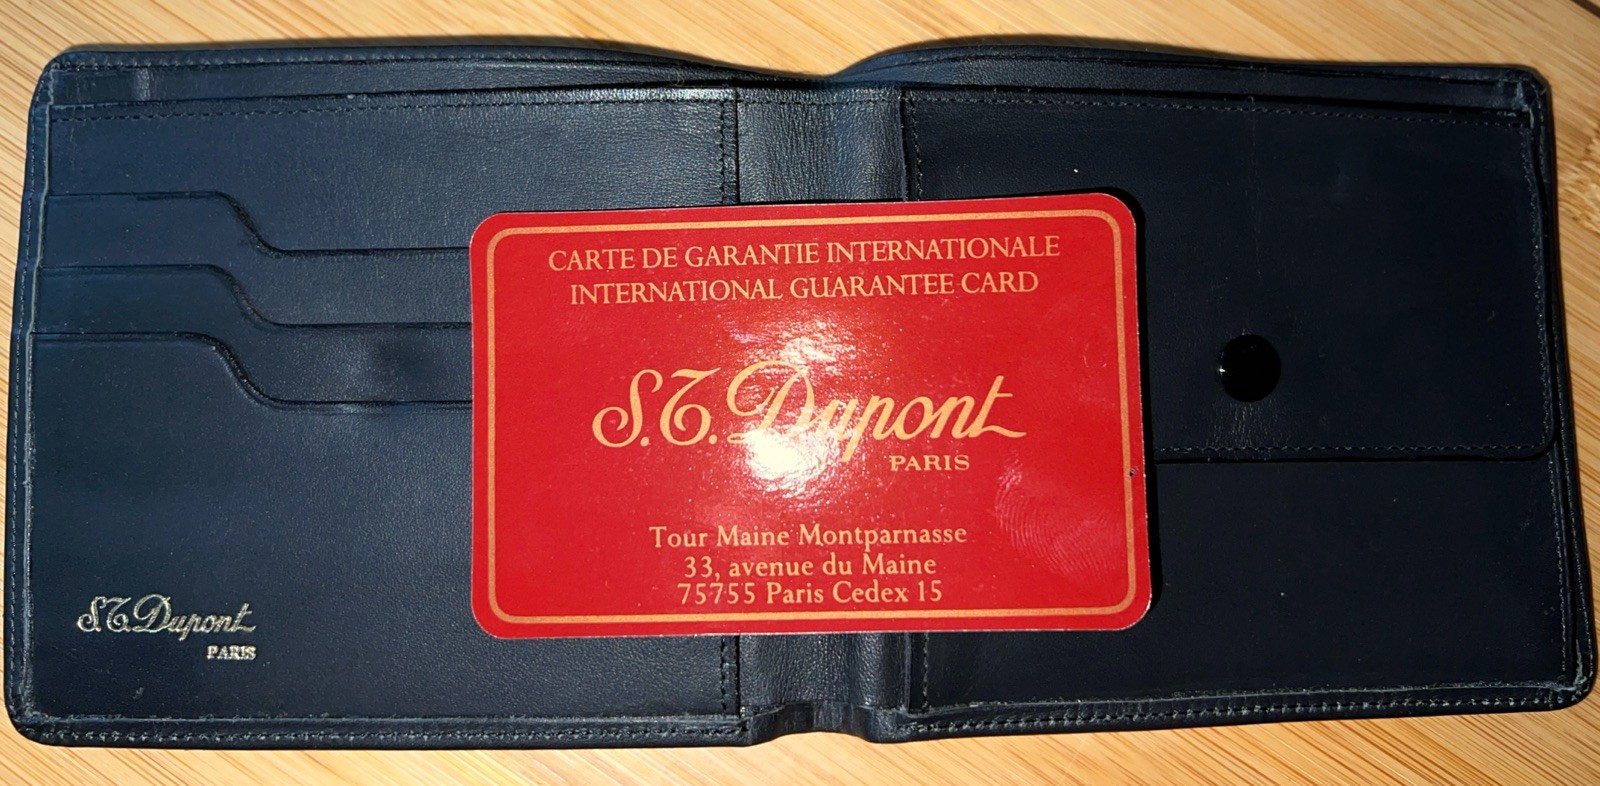 CARTE DE GARANTIE INTERNATIONALE
INTERNATIONAL GUARANTEE CARD
S.T. Dupont
PARIS
Tour Maine Montparnasse
33, avenue du Maine
75755 Paris Cedex 15
S.T. Dupont
PARIS